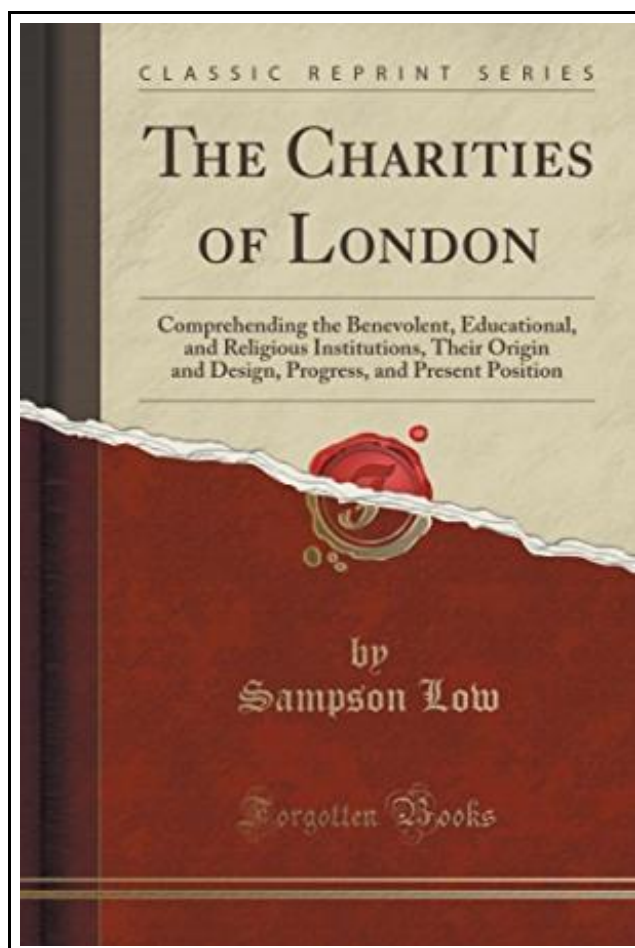 CLASSIC REPRINT SERIES
THE CHARITIES
OF LONDON
Comprehending the Benevolent, Educational,
and Religious Institutions, Their Origin
and Design, Progress, and Present Position
by
Sampson Low
Forgotten Books